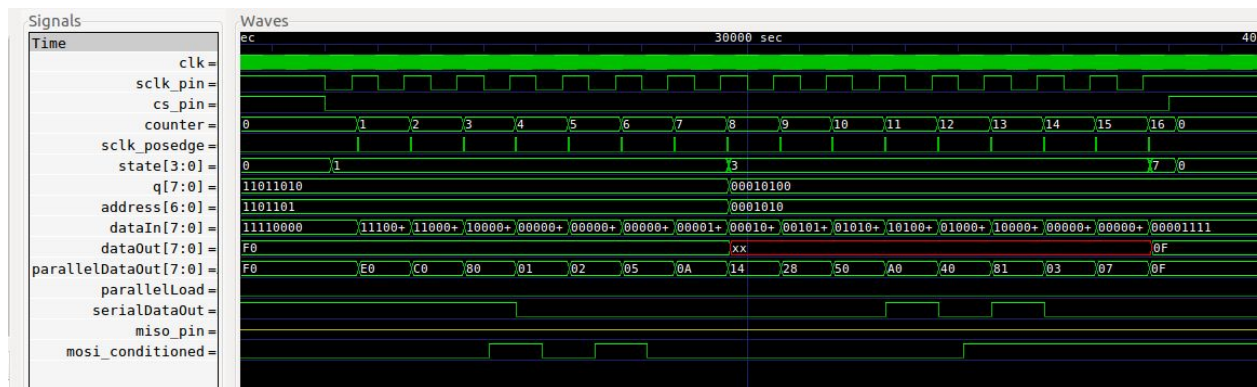 Signals
Waves
Time
ec 30000 sec 40
clk=
sclk_pin=
cs_pin=
counter= 0 1 2 3 4 5 6 7 8 9 10 11 12 13 14 15 16 0
sclk_posedge=
state[3:0]= 0 1 3 7 0
q[7:0]= 11011010 00010100
address[6:0]= 1101101 0001010
dataIn[7:0]= 11110000 11100+ 11000+ 10000+ 00000+ 00000+ 00000+ 00001+ 00010+ 00101+ 01010+ 10100+ 01000+ 10000+ 00000+ 00000+ 00001111
dataOut[7:0]= F0 xx 0F
parallelDataOut[7:0]= F0 E0 C0 80 01 02 05 0A 14 28 50 A0 40 81 03 07 0F
parallelLoad=
serialDataOut=
miso_pin=
mosi_conditioned=